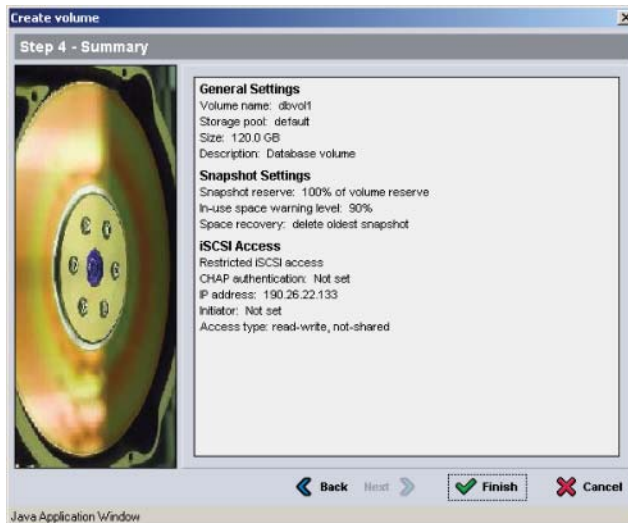 Create volume
Step 4 - Summary
General Settings
Volume name: dbvol1
Storage pool: default
Size: 120.0 GB
Description: Database volume
Snapshot Settings
Snapshot reserve: 100% of volume reserve
In-use space warning level: 90%
Space recovery: delete oldest snapshot
iSCSI Access
Restricted iSCSI access
CHAP authentication: Not set
IP address: 190.26.22.133
Initiator: Not set
Access type: read-write, not-shared
Back Next Finish Cancel
Java Application Window